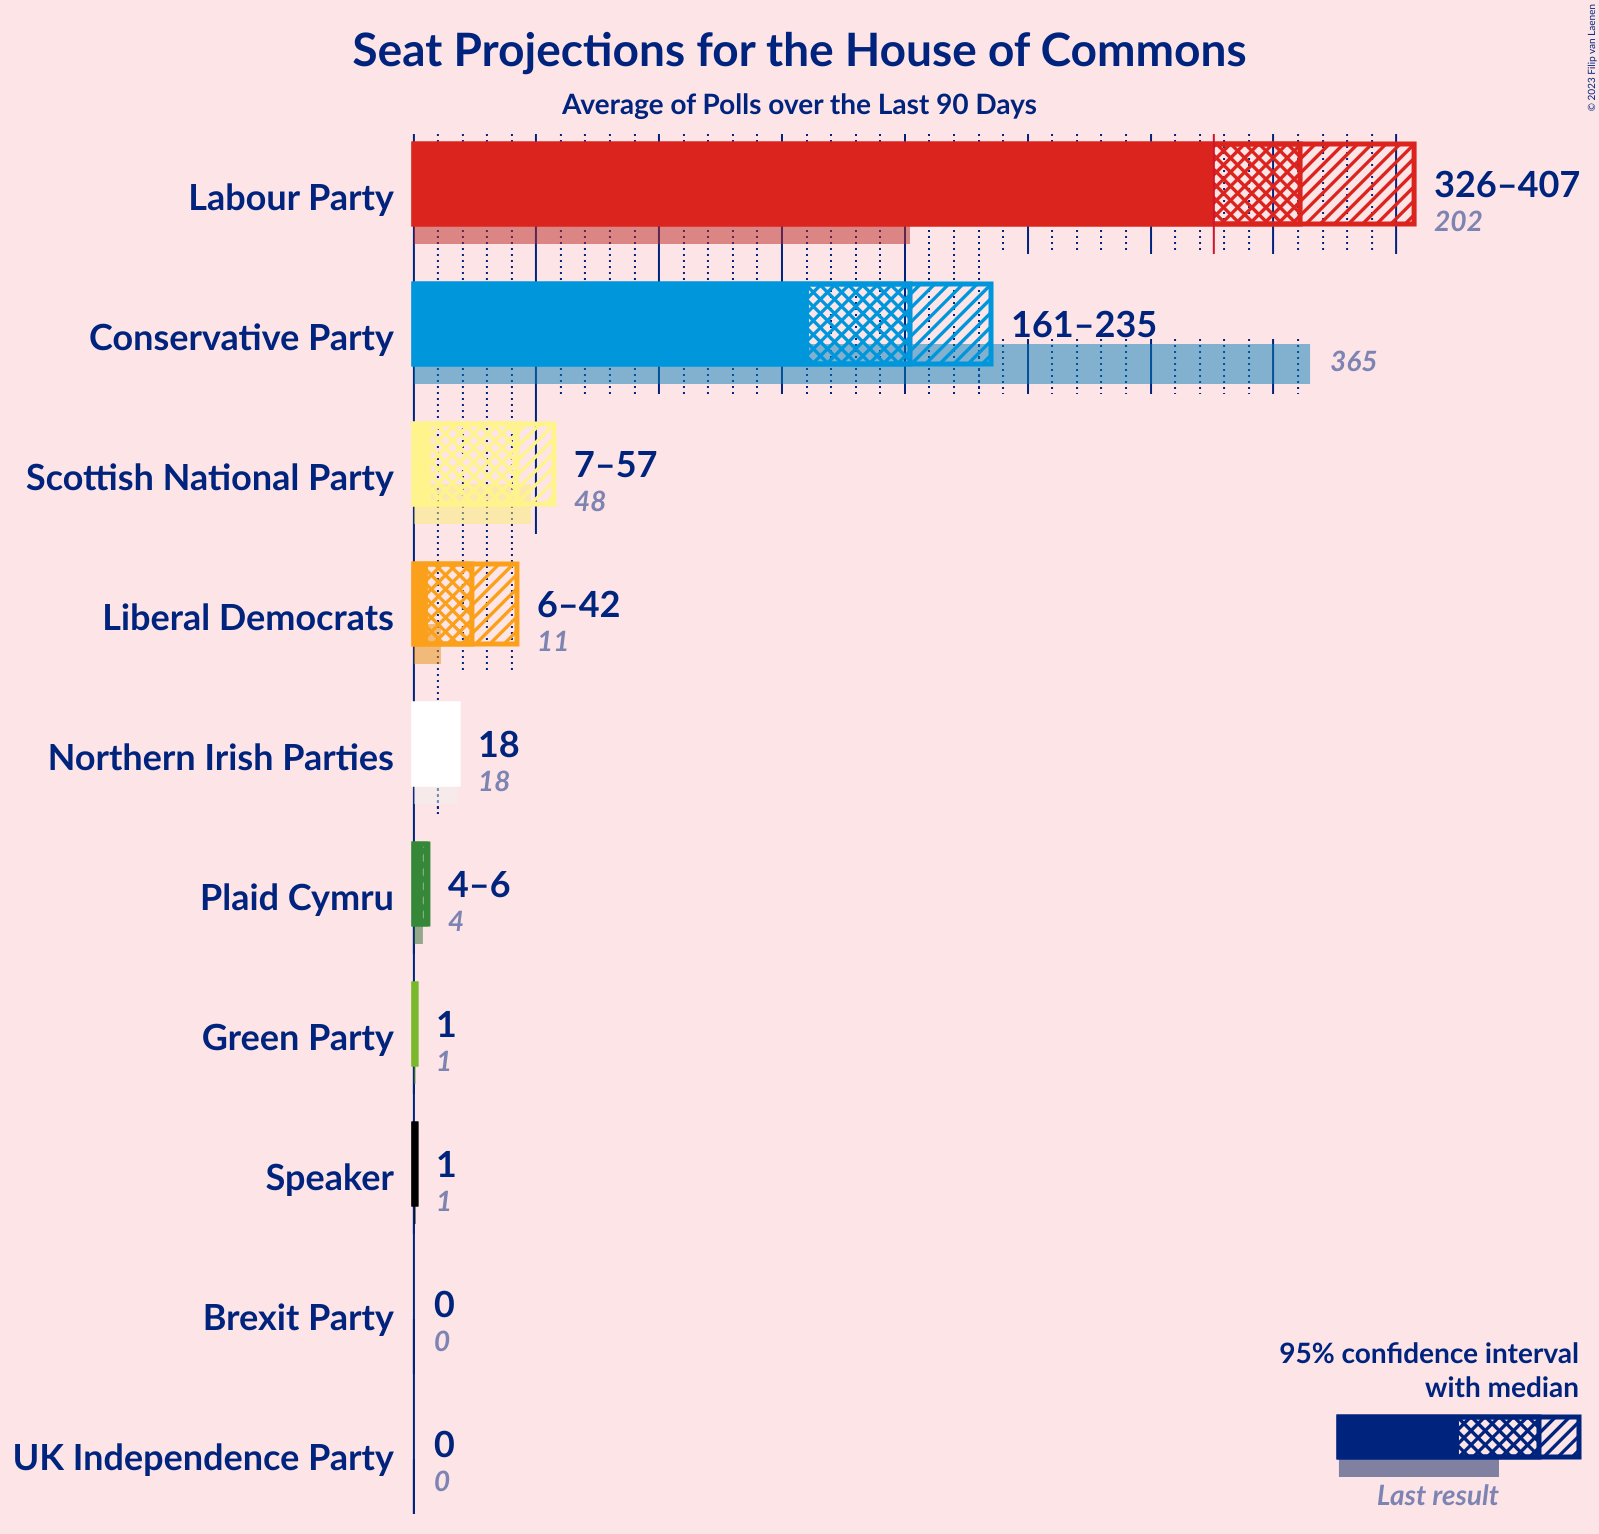 Seat Projections for the House of Commons
Average of Polls over the Last 90 Days
© 2023 Filip van Laenen
Labour Party
326–407
202
Conservative Party
161–235
365
Scottish National Party
7–57
48
Liberal Democrats
6–42
11
Northern Irish Parties
18
18
Plaid Cymru
4–6
4
Green Party
1
1
Speaker
1
1
Brexit Party
0
0
UK Independence Party
0
0
95% confidence interval
with median
Last result